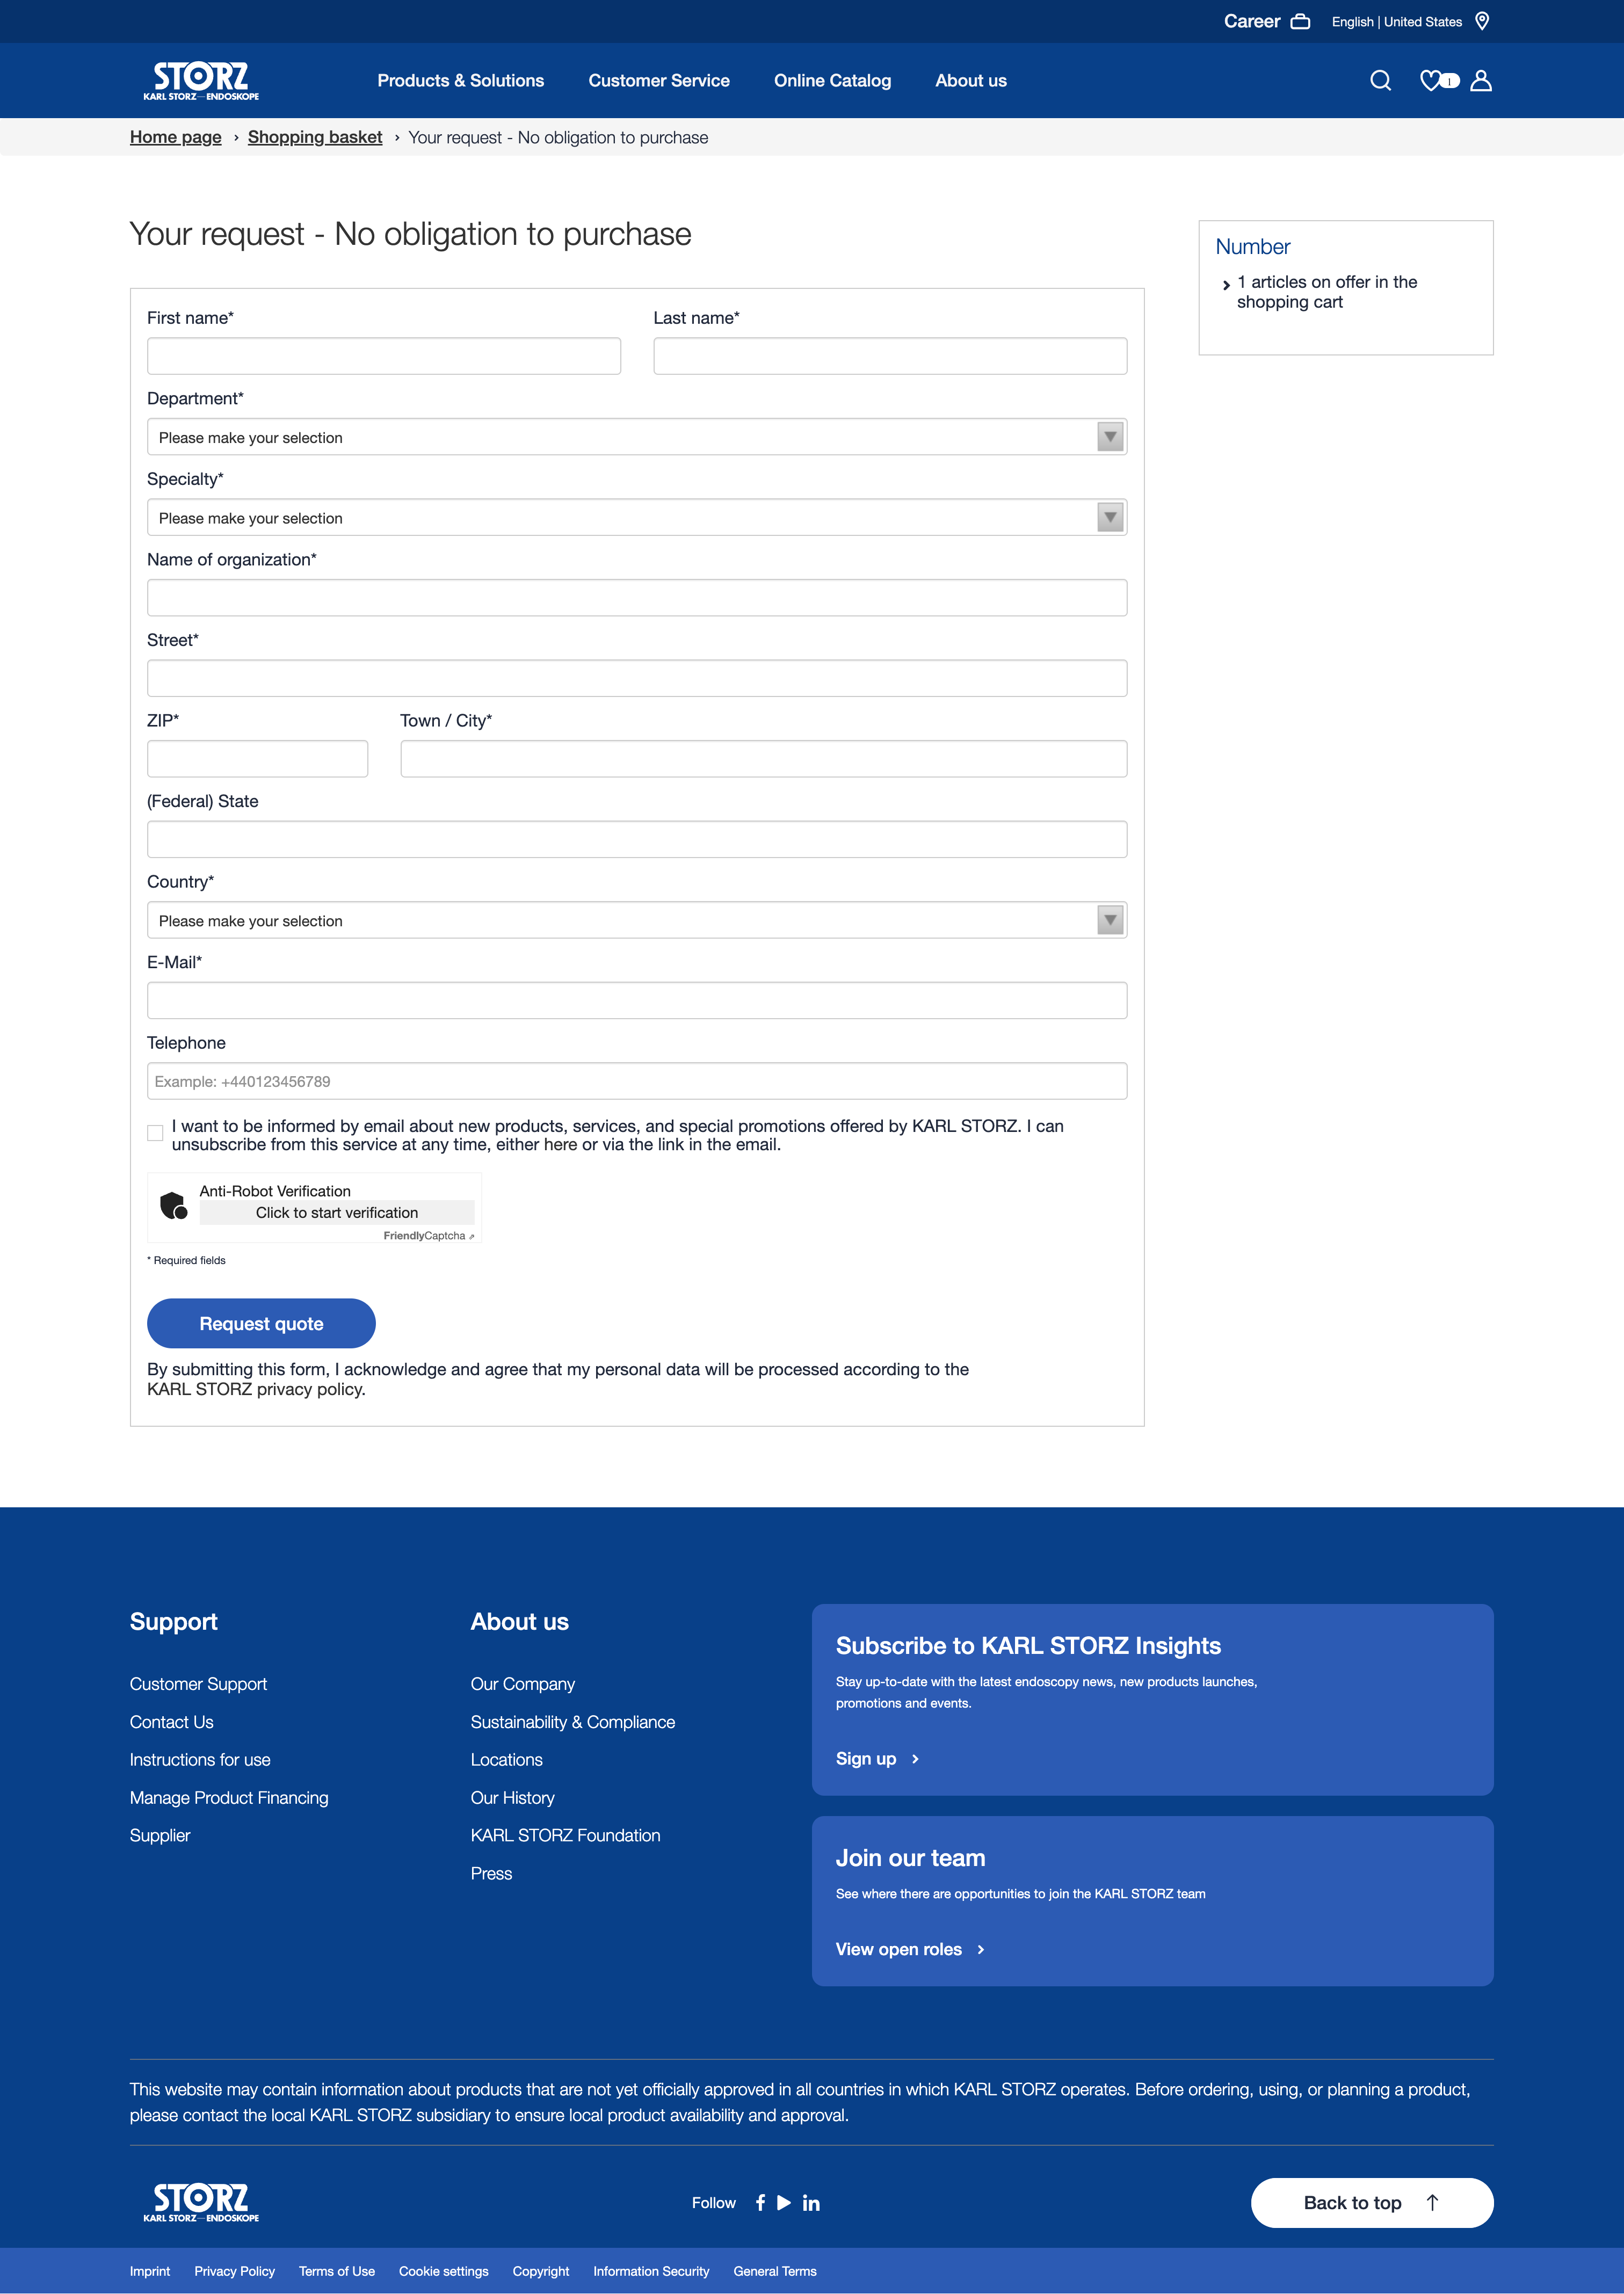 Career
English | United States
STORZ
KARL STORZ—ENDOSKOPE
Products & Solutions
Customer Service
Online Catalog
About us
1
Home page › Shopping basket › Your request - No obligation to purchase
Your request - No obligation to purchase
Number
1 articles on offer in the
shopping cart
First name*
Last name*
Department*
Please make your selection
Specialty*
Please make your selection
Name of organization*
Street*
ZIP*
Town / City*
(Federal) State
Country*
Please make your selection
E-Mail*
Telephone
Example: +440123456789
I want to be informed by email about new products, services, and special promotions offered by KARL STORZ. I can
unsubscribe from this service at any time, either here or via the link in the email.
Anti-Robot Verification
Click to start verification
FriendlyCaptcha ⇗
* Required fields
Request quote
By submitting this form, I acknowledge and agree that my personal data will be processed according to the
KARL STORZ privacy policy.
Support
Customer Support
Contact Us
Instructions for use
Manage Product Financing
Supplier
About us
Our Company
Sustainability & Compliance
Locations
Our History
KARL STORZ Foundation
Press
Subscribe to KARL STORZ Insights
Stay up-to-date with the latest endoscopy news, new products launches,
promotions and events.
Sign up
Join our team
See where there are opportunities to join the KARL STORZ team
View open roles
This website may contain information about products that are not yet officially approved in all countries in which KARL STORZ operates. Before ordering, using, or planning a product,
please contact the local KARL STORZ subsidiary to ensure local product availability and approval.
STORZ
KARL STORZ—ENDOSKOPE
Follow
Back to top
Imprint
Privacy Policy
Terms of Use
Cookie settings
Copyright
Information Security
General Terms